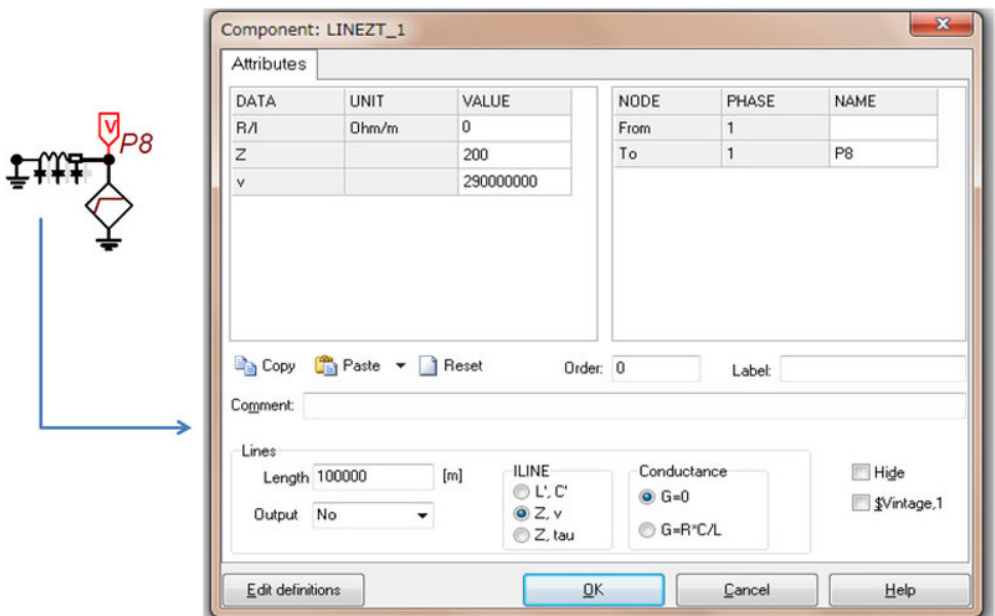 Component: LINEZT_1
Attributes
DATA UNIT VALUE
R/l Ohm/m 0
Z 200
v 290000000
NODE PHASE NAME
From 1
To 1 P8
V P8
Copy Paste Reset Order: 0 Label:
Comment:
Lines
Length 100000 [m]
Output No
ILINE
L', C'
Z, v
Z, tau
Conductance
G=0
G=R*C/L
Hide
$Vintage,1
Edit definitions OK Cancel Help